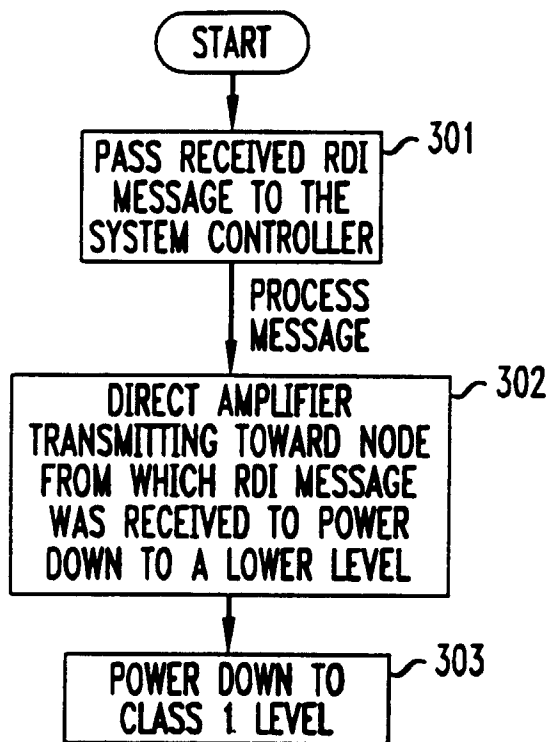 START
PASS RECEIVED RDI
MESSAGE TO THE
SYSTEM CONTROLLER
301
PROCESS
MESSAGE
302
DIRECT AMPLIFIER
TRANSMITTING TOWARD NODE
FROM WHICH RDI MESSAGE
WAS RECEIVED TO POWER
DOWN TO A LOWER LEVEL
303
POWER DOWN TO
CLASS 1 LEVEL